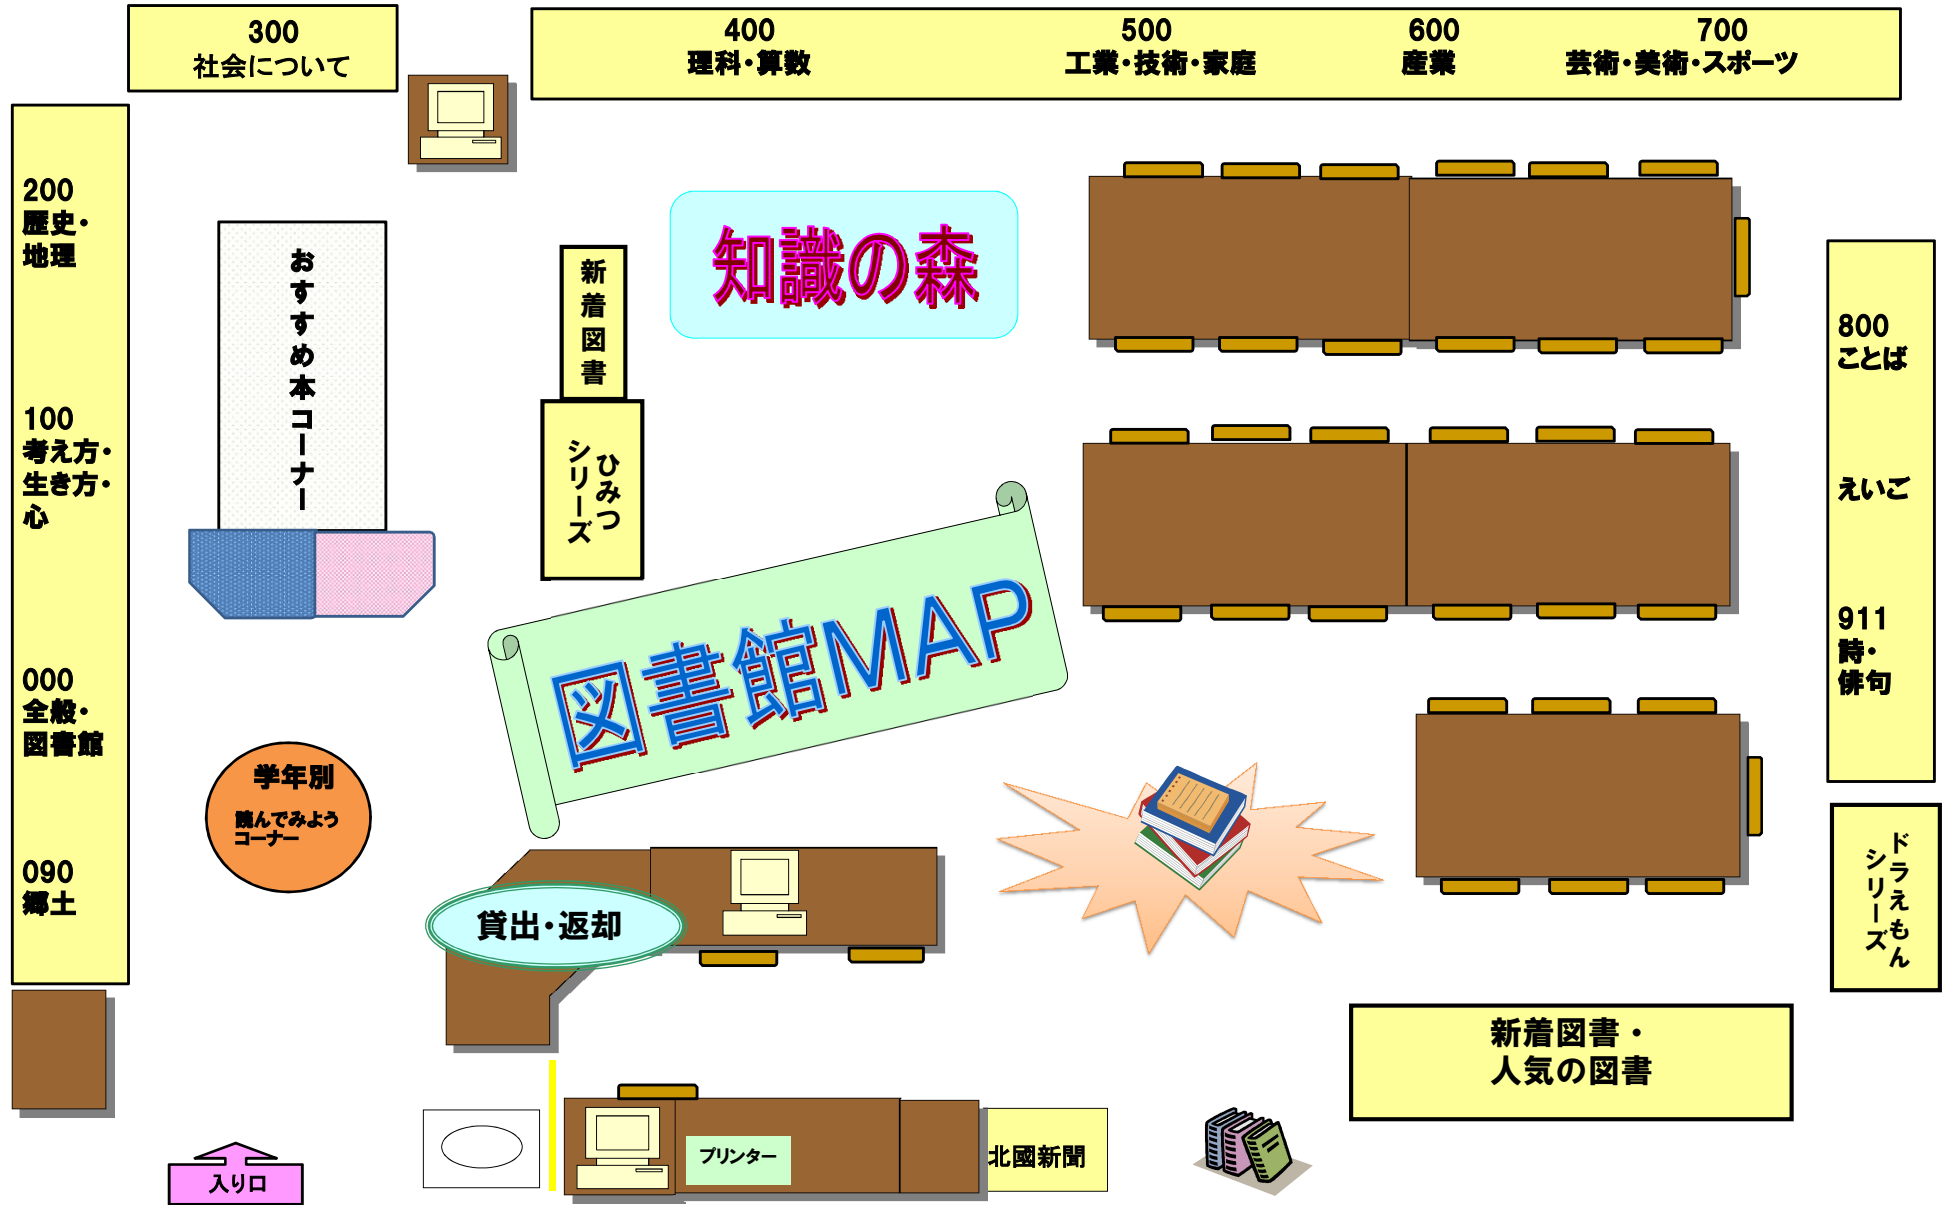 300
社会について
400
理科・算数
500
工業・技術・家庭
600
産業
700
芸術・美術・スポーツ
200
歴史・
地理
100
考え方・
生き方・
心
000
全般・
図書館
090
郷土
おすすめ本コーナー
新着図書
ひみつ
シリーズ
知識の森
図書館MAP
800
ことば
えいご
911
詩・
俳句
ドラえもん
シリーズ
学年別
読んでみよう
コーナー
貸出・返却
新着図書・
人気の図書
プリンター
北國新聞
入り口